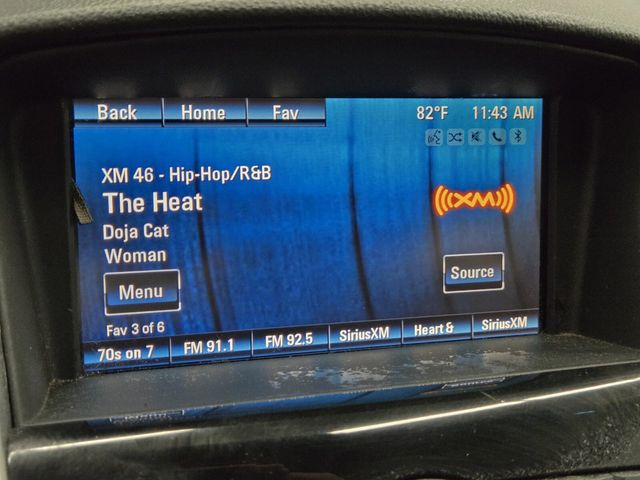 Back Home Fav 82°F 11:43 AM
XM 46 - Hip-Hop/R&B
The Heat
((XM))
Doja Cat
Woman
Menu
Source
Fav 3 of 6
70s on 7 FM 91.1 FM 92.5 SiriusXM Heart & SiriusXM